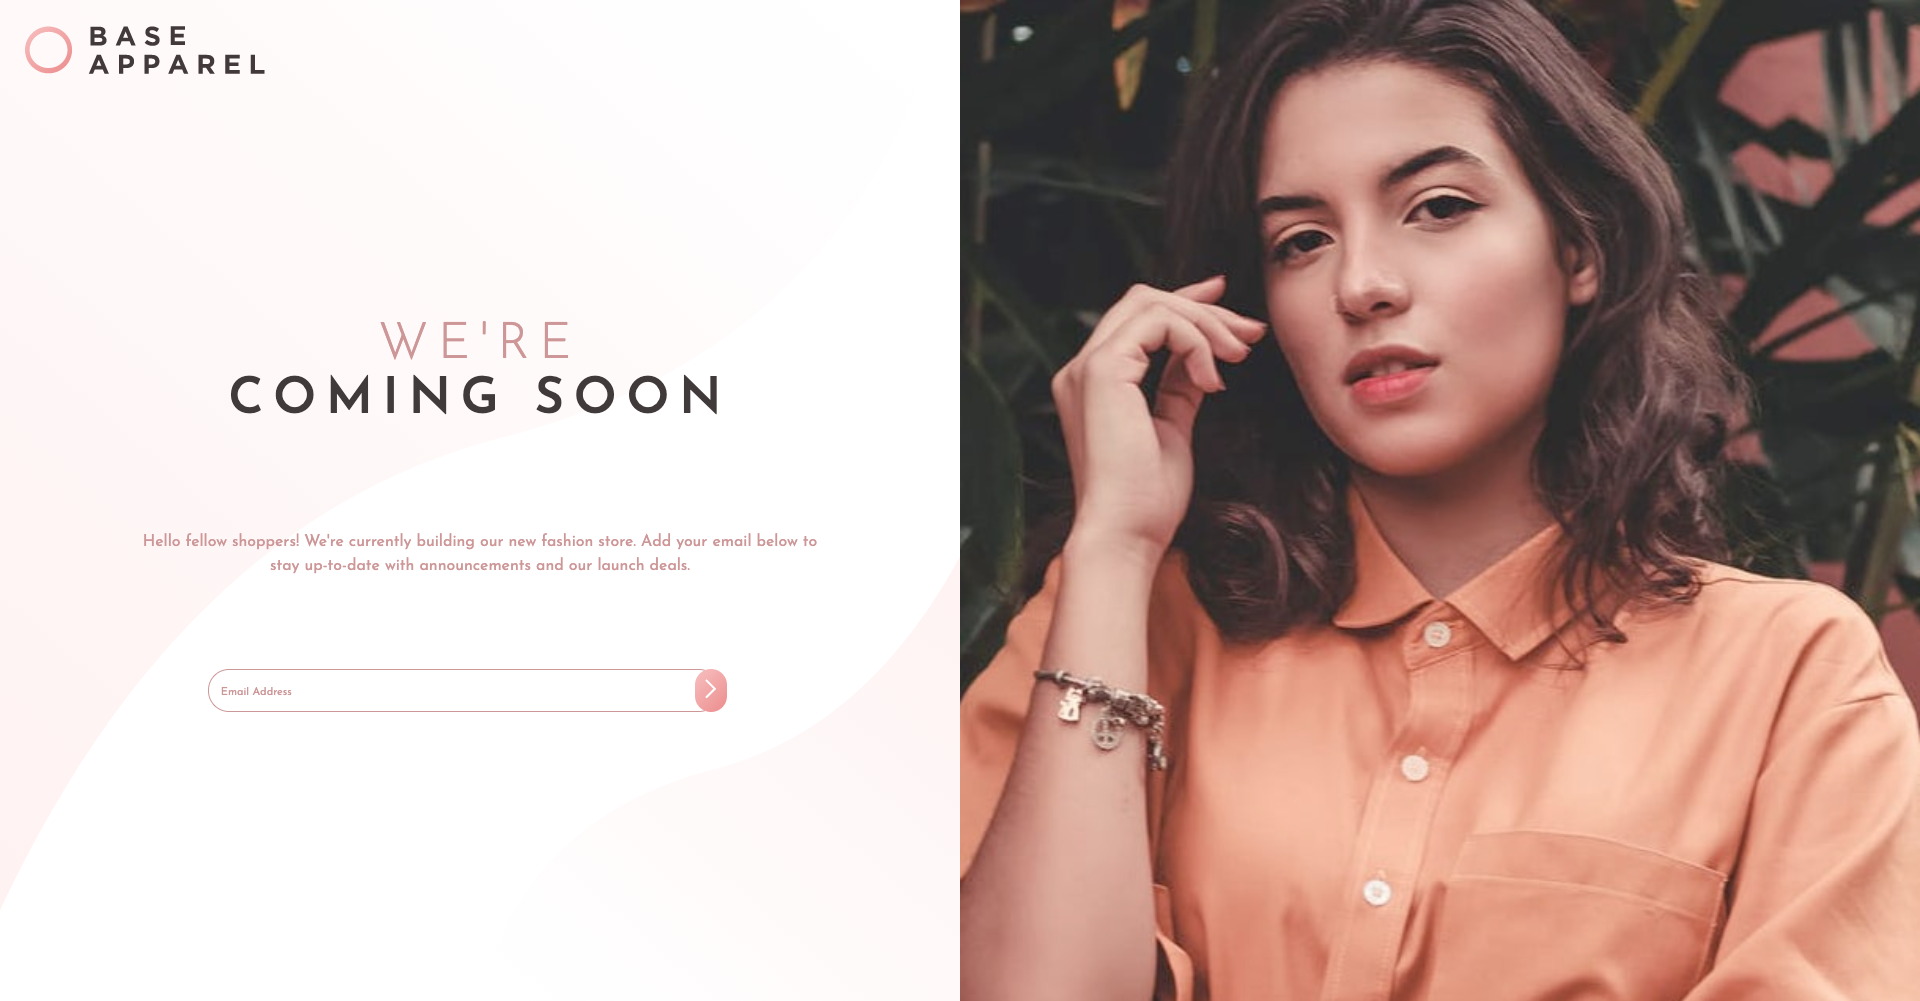 BASE
APPAREL
WE'RE
COMING SOON
Hello fellow shoppers! We're currently building our new fashion store. Add your email below to
stay up-to-date with announcements and our launch deals.
Email Address